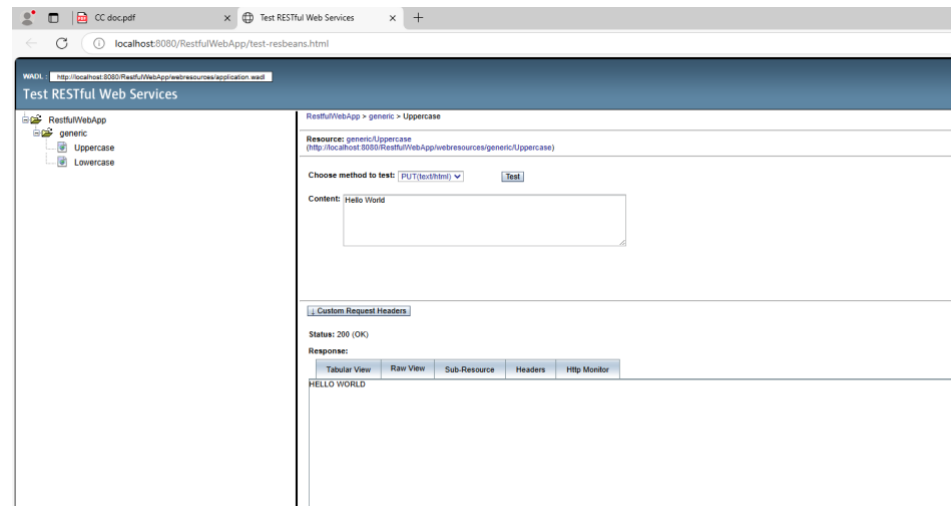 CC doc.pdf
Test RESTful Web Services
localhost:8080/RestfulWebApp/test-resbeans.html
WADL : http://localhost:8080/RestfulWebApp/webresources/application.wadl
Test RESTful Web Services
RestfulWebApp
generic
Uppercase
Lowercase
RestfulWebApp > generic > Uppercase
Resource: generic/Uppercase
(http://localhost:8080/RestfulWebApp/webresources/generic/Uppercase)
Choose method to test: PUT(text/html) Test
Content: Hello World
↓ Custom Request Headers
Status: 200 (OK)
Response:
Tabular View Raw View Sub-Resource Headers Http Monitor
HELLO WORLD